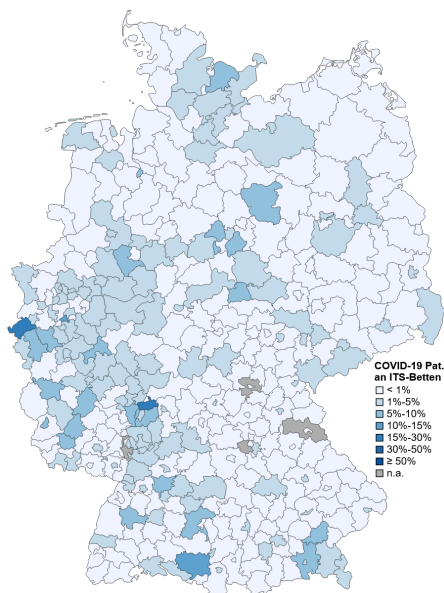 COVID-19 Pat.
an ITS-Betten
< 1%
1%-5%
5%-10%
10%-15%
15%-30%
30%-50%
≥ 50%
n.a.